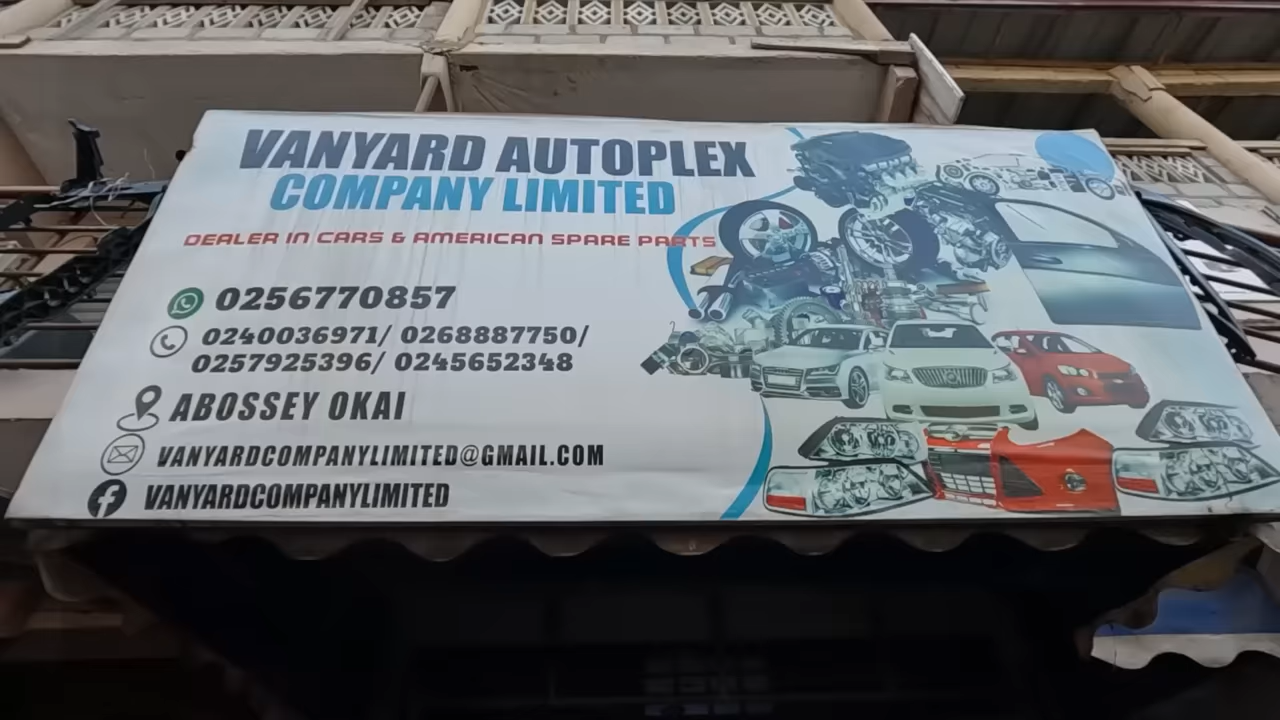 VANYARD AUTOPLEX
COMPANY LIMITED
DEALER IN CARS & AMERICAN SPARE PARTS
0256770857
0240036971/ 0268887750/
0257925396/ 0245652348
ABOSSEY OKAI
VANYARDCOMPANYLIMITED@GMAIL.COM
VANYARDCOMPANYLIMITED